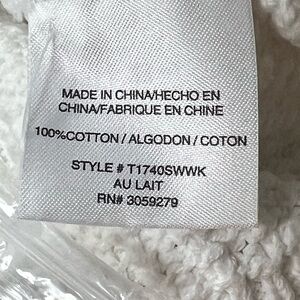 MADE IN CHINA/HECHO EN
CHINA/FABRIQUE EN CHINE
100%COTTON / ALGODON / COTON
STYLE # T1740SWWK
AU LAIT
RN# 3059279